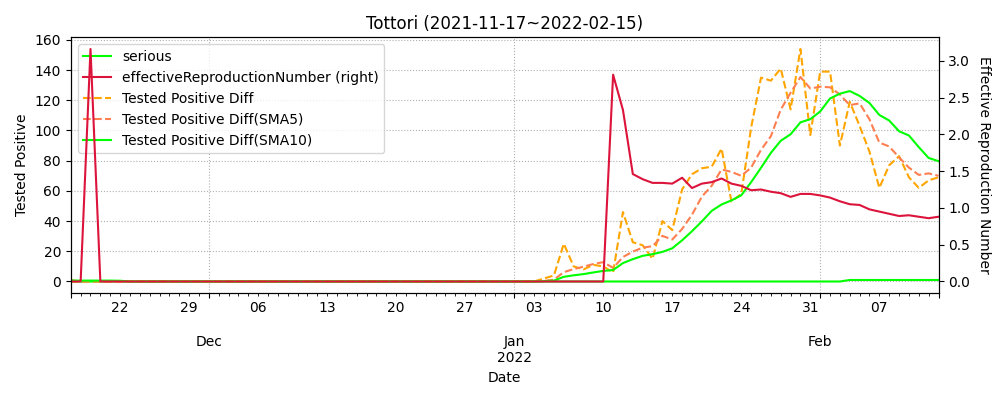 Tottori (2021-11-17~2022-02-15)
serious
effectiveReproductionNumber (right)
Tested Positive Diff
Tested Positive Diff(SMA5)
Tested Positive Diff(SMA10)
Tested Positive
160
140
120
100
80
60
40
20
0
3.0
2.5
2.0
1.5
1.0
0.5
0.0
Effective Reproduction Number
22 29 06 13 20 27 03 10 17 24 31 07
Dec Jan Feb
2022
Date